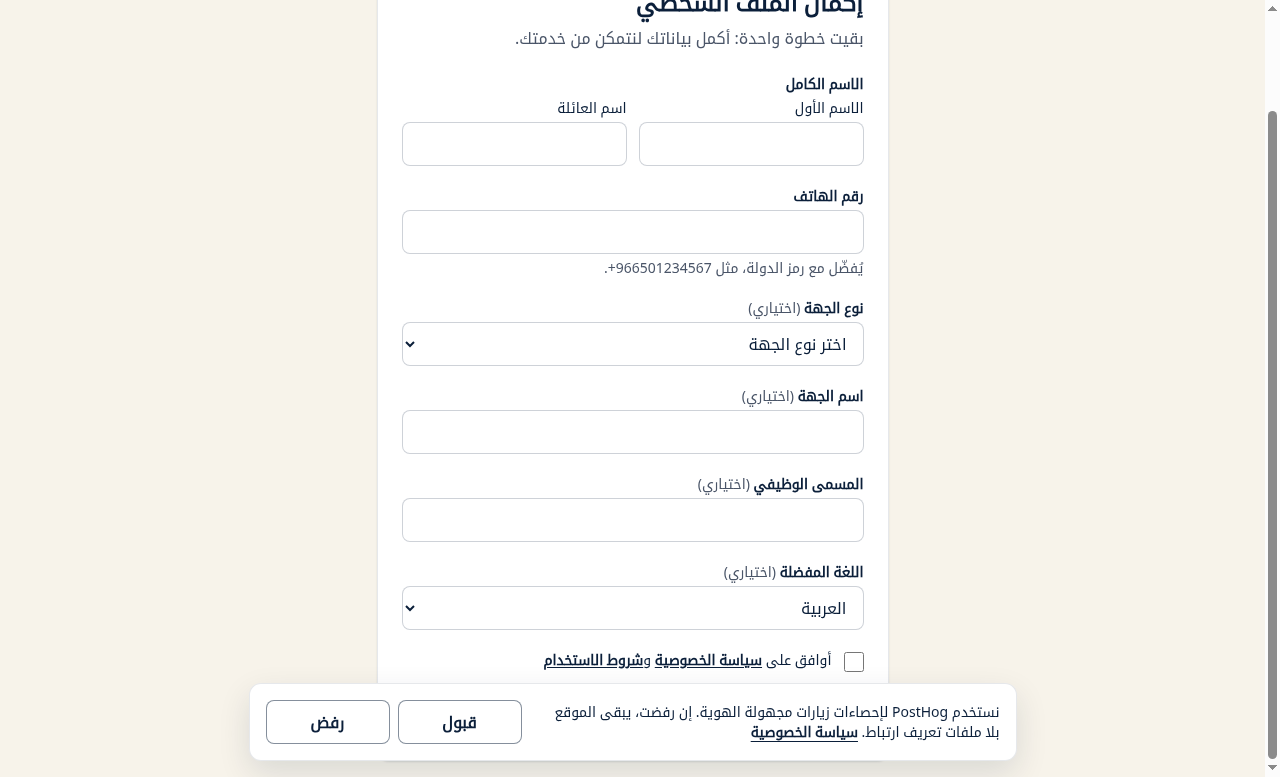 إكمال الملف الشخصي
بقيت خطوة واحدة: أكمل بياناتك لنتمكن من خدمتك.
الاسم الكامل
الاسم الأول
اسم العائلة
رقم الهاتف
يُفضّل مع رمز الدولة، مثل 966501234567+.
نوع الجهة (اختياري)
اختر نوع الجهة
اسم الجهة (اختياري)
المسمى الوظيفي (اختياري)
اللغة المفضلة (اختياري)
العربية
أوافق على سياسة الخصوصية وشروط الاستخدام
نستخدم PostHog لإحصاءات زيارات مجهولة الهوية. إن رفضت، يبقى الموقع
بلا ملفات تعريف ارتباط. سياسة الخصوصية
قبول
رفض